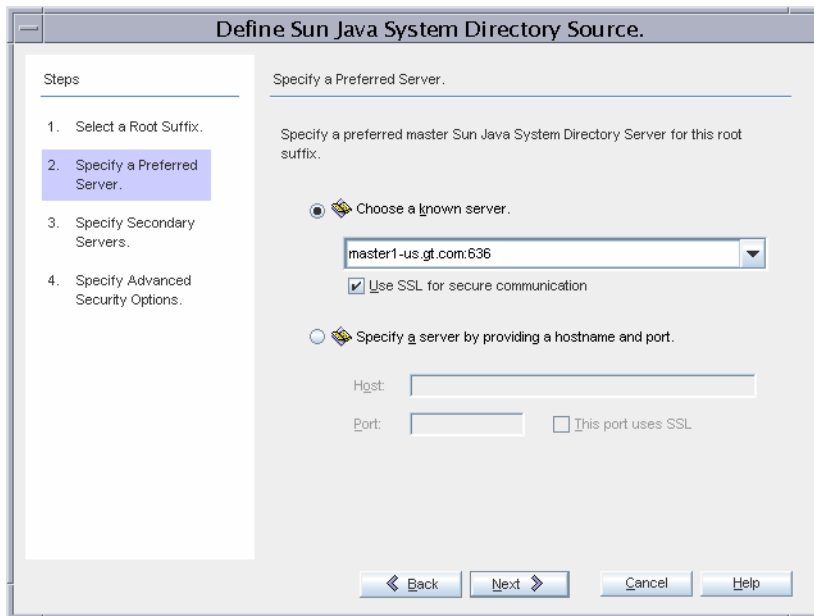 Define Sun Java System Directory Source.
Steps
1. Select a Root Suffix.
2. Specify a Preferred
Server.
3. Specify Secondary
Servers.
4. Specify Advanced
Security Options.
Specify a Preferred Server.
Specify a preferred master Sun Java System Directory Server for this root
suffix.
Choose a known server.
master1-us.gt.com:636
Use SSL for secure communication
Specify a server by providing a hostname and port.
Host:
Port:
This port uses SSL
Back
Next
Cancel
Help